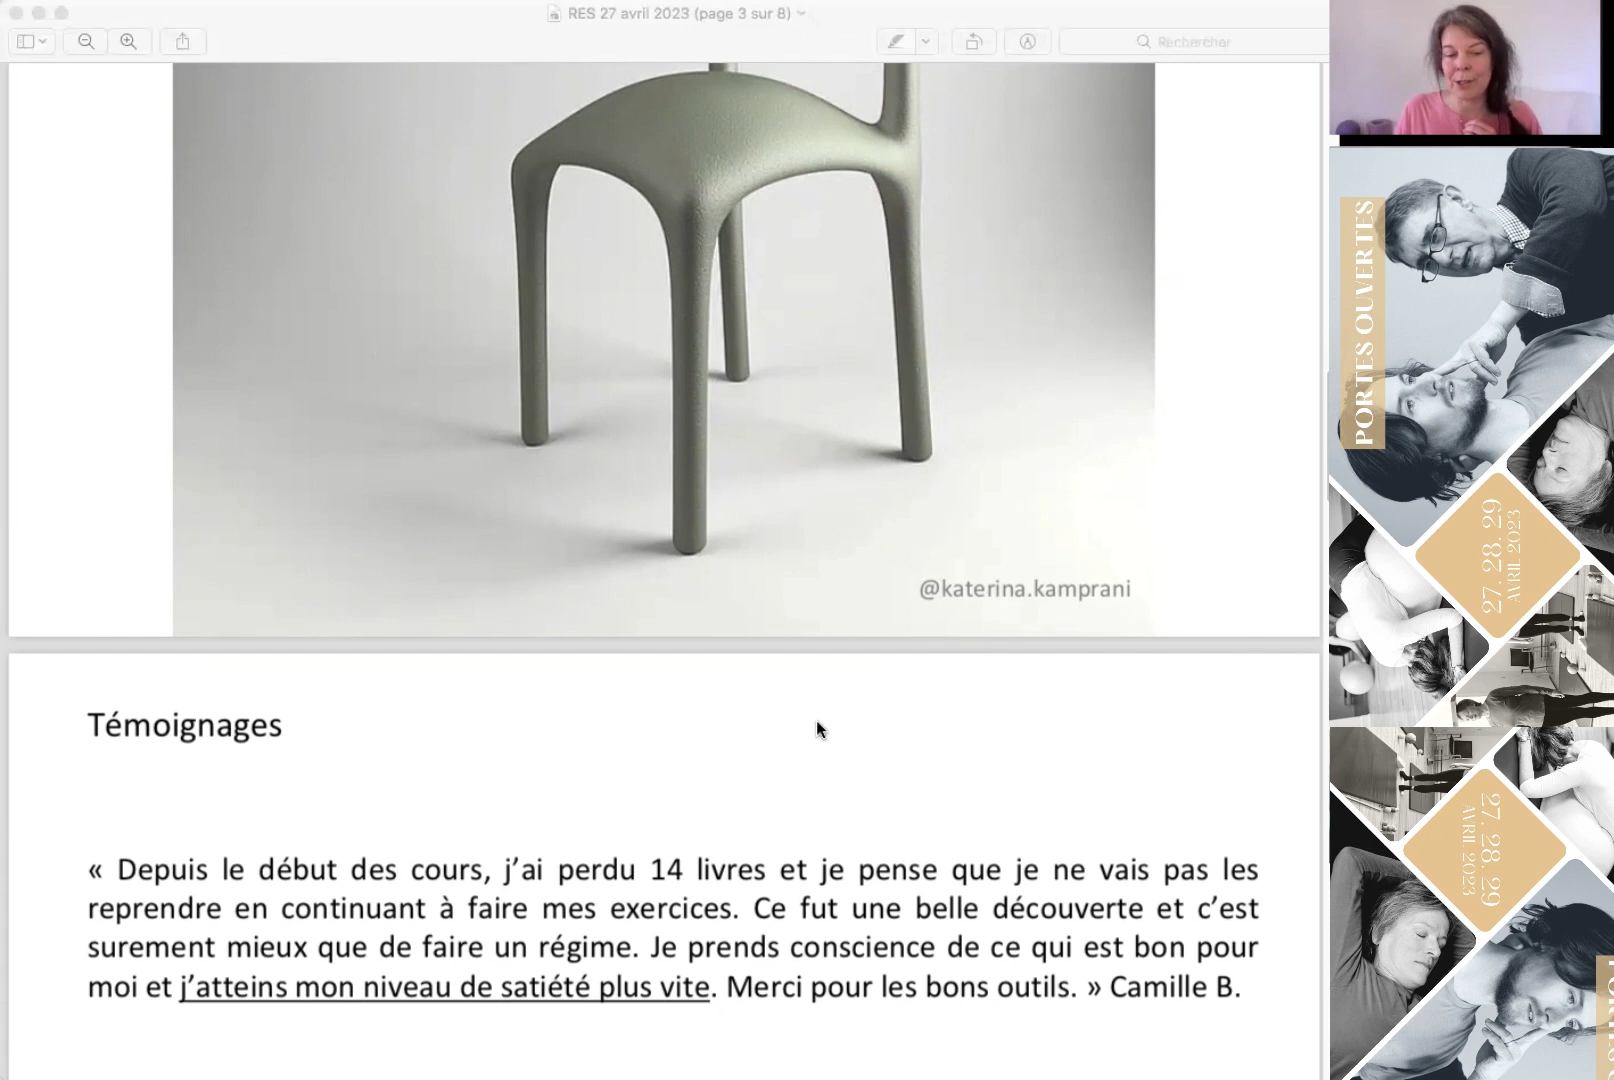 RES 27 avril 2023 (page 3 sur 8)
Rechercher
@katerina.kamprani
Témoignages
« Depuis le début des cours, j’ai perdu 14 livres et je pense que je ne vais pas les
reprendre en continuant à faire mes exercices. Ce fut une belle découverte et c’est
surement mieux que de faire un régime. Je prends conscience de ce qui est bon pour
moi et j’atteins mon niveau de satiété plus vite. Merci pour les bons outils. » Camille B.
PORTES OUVERTES
27. 28. 29
AVRIL 2023
27. 28. 29
AVRIL 2023